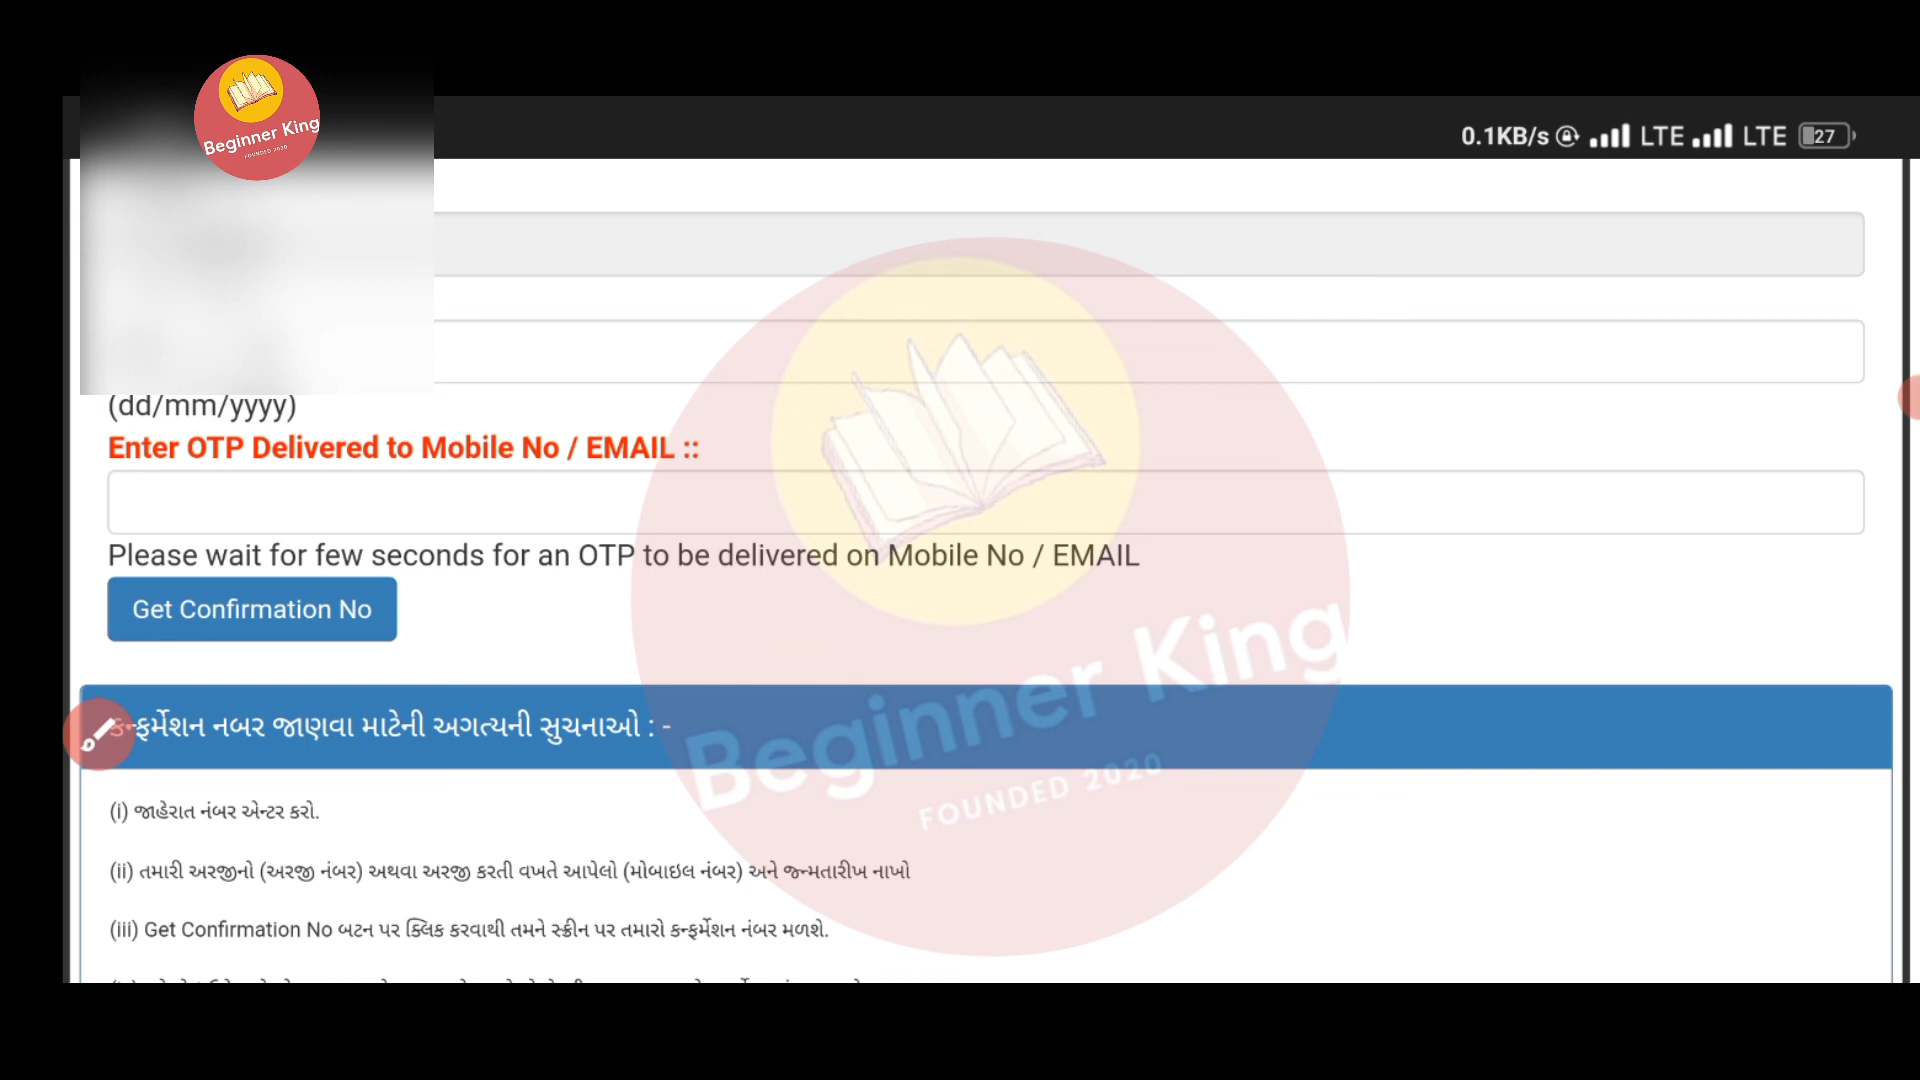 Beginner King
FOUNDED 2020
0.1KB/s LTE LTE 27
(dd/mm/yyyy)
Enter OTP Delivered to Mobile No / EMAIL ::
Please wait for few seconds for an OTP to be delivered on Mobile No / EMAIL
Get Confirmation No
કન્ફર્મેશન નબર જાણવા માટેની અગત્યની સુચનાઓ : -
Beginner King
FOUNDED 2020
(i) જાહેરાત નંબર એન્ટર કરો.
(ii) તમારી અરજીનો (અરજી નંબર) અથવા અરજી કરતી વખતે આપેલો (મોબાઇલ નંબર) અને જન્મતારીખ નાખો
(iii) Get Confirmation No બટન પર ક્લિક કરવાથી તમને સ્ક્રીન પર તમારો કન્ફર્મેશન નંબર મળશે.